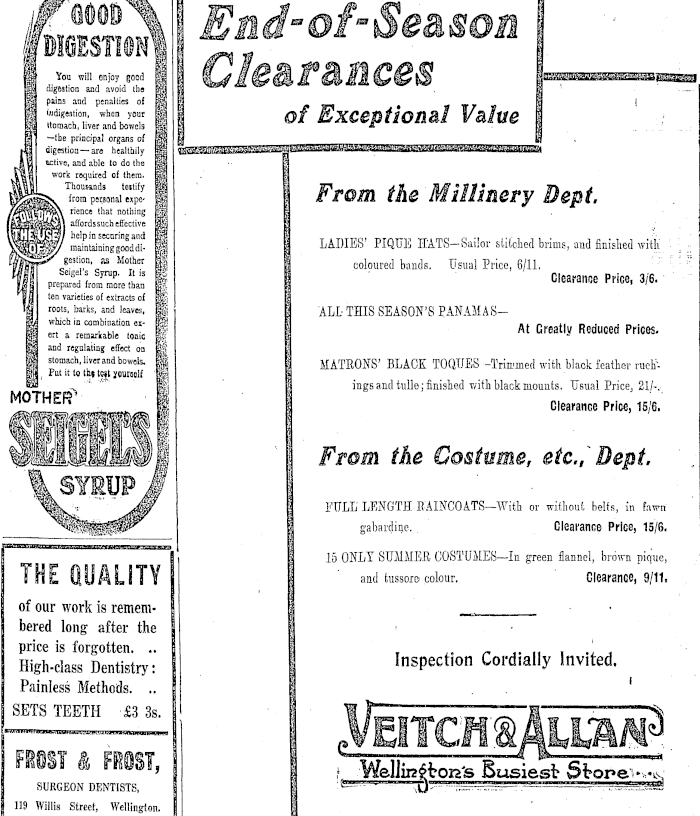 GOOD
DIGESTION
You will enjoy good
digestion and avoid the
pains and penalties of
indigestion, when your
stomach, liver and bowels
—the principal organs of
digestion—are healthily
active, and able to do the
work required of them.
Thousands testify
from personal expe-
rience that nothing
affords such effective
help in securing and
maintaining good di-
gestion, as Mother
Seigel's Syrup. It is
prepared from more than
ten varieties of extracts of
roots, barks, and leaves,
which in combination ex-
ert a remarkable tonic
and regulating effect on
stomach, liver and bowels.
Put it to the test yourself
FOLLOWS
THE USE
OF
MOTHER
SEIGEL'S
SYRUP
THE QUALITY
of our work is remem-
bered long after the
price is forgotten. ..
High-class Dentistry:
Painless Methods. ..
SETS TEETH £3 3s.
FROST & FROST,
SURGEON DENTISTS,
119 Willis Street, Wellington.
End-of-Season
Clearances
of Exceptional Value
From the Millinery Dept.
LADIES' PIQUE HATS—Sailor stitched brims, and finished with
coloured bands. Usual Price, 6/11.
Clearance Price, 3/6.
ALL THIS SEASON'S PANAMAS—
At Greatly Reduced Prices.
MATRONS' BLACK TOQUES –Trimmed with black feather ruch-
ings and tulle; finished with black mounts. Usual Price, 21/-.
Clearance Price, 15/6.
From the Costume, etc., Dept.
FULL LENGTH RAINCOATS—With or without belts, in fawn
gabardine. Clearance Price, 15/6.
15 ONLY SUMMER COSTUMES—In green flannel, brown pique,
and tussore colour. Clearance, 9/11.
Inspection Cordially Invited.
VEITCH & ALLAN
Wellington's Busiest Store